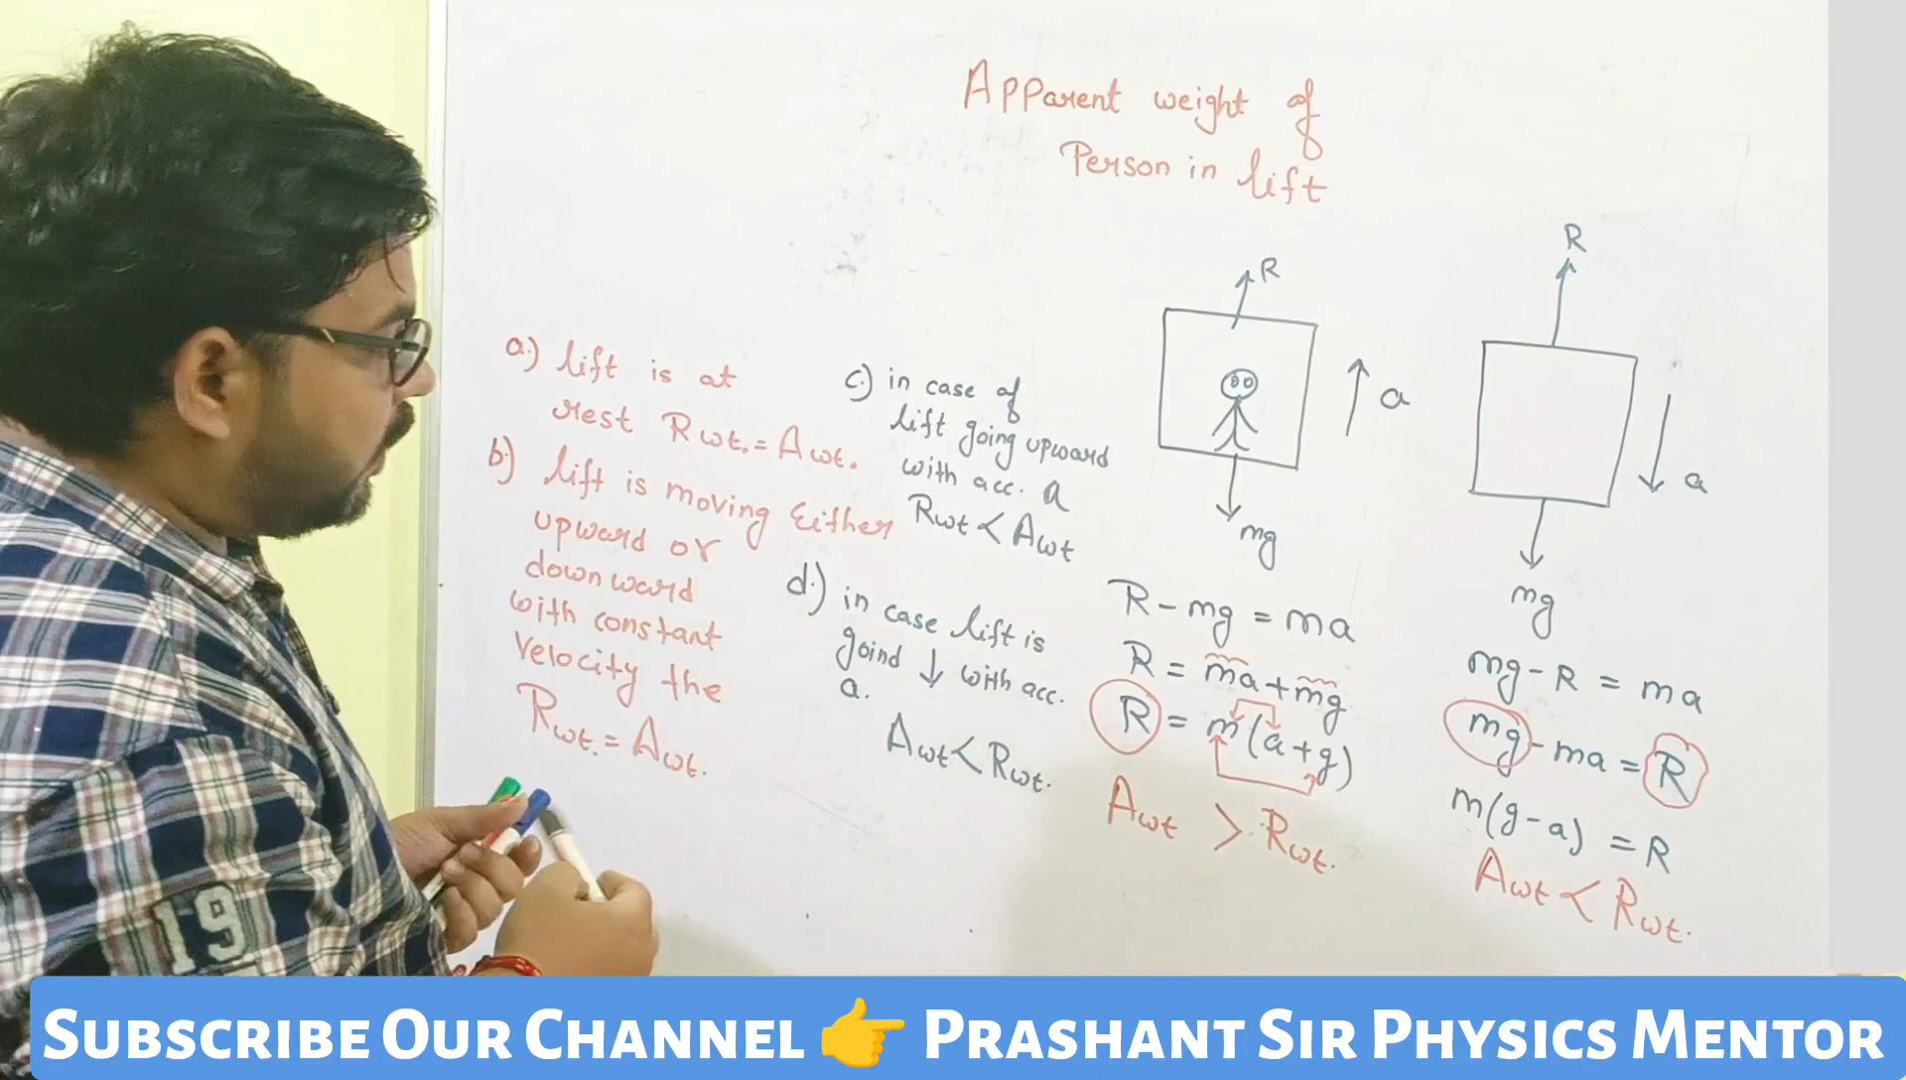 Apparent weight of
Person in lift
a.) lift is at
rest Rwt. = Awt.
b.) lift is moving Either
upward or
downward
with constant
velocity the
Rwt. = Awt.
c.) in case of
lift going upward
with acc. a
Rwt < Awt
d.) in case lift is
goind ↓ with acc.
a.
Awt < Rwt.
R
a
mg
R - mg = ma
R = ma + mg
R = m(a+g)
Awt > Rwt.
R
a
mg
mg - R = ma
mg - ma = R
m(g-a) = R
Awt < Rwt.
19
SUBSCRIBE OUR CHANNEL 👉 PRASHANT SIR PHYSICS MENTOR